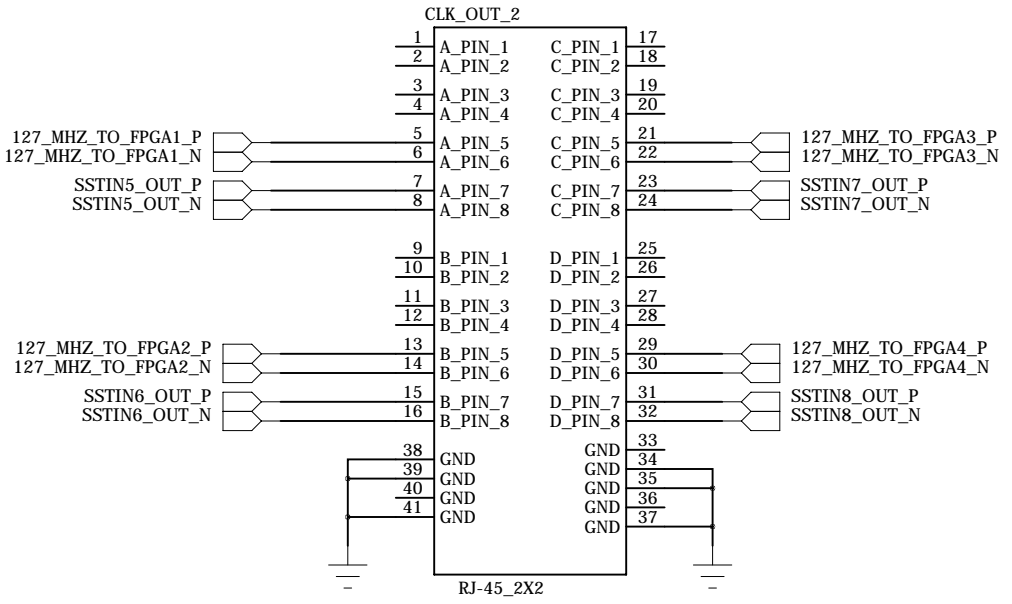 CLK_OUT_2
1 A_PIN_1 C_PIN_1 17
2 A_PIN_2 C_PIN_2 18
3 A_PIN_3 C_PIN_3 19
4 A_PIN_4 C_PIN_4 20
127_MHZ_TO_FPGA1_P 5 A_PIN_5 C_PIN_5 21 127_MHZ_TO_FPGA3_P
127_MHZ_TO_FPGA1_N 6 A_PIN_6 C_PIN_6 22 127_MHZ_TO_FPGA3_N
SSTIN5_OUT_P 7 A_PIN_7 C_PIN_7 23 SSTIN7_OUT_P
SSTIN5_OUT_N 8 A_PIN_8 C_PIN_8 24 SSTIN7_OUT_N
9 B_PIN_1 D_PIN_1 25
10 B_PIN_2 D_PIN_2 26
11 B_PIN_3 D_PIN_3 27
12 B_PIN_4 D_PIN_4 28
127_MHZ_TO_FPGA2_P 13 B_PIN_5 D_PIN_5 29 127_MHZ_TO_FPGA4_P
127_MHZ_TO_FPGA2_N 14 B_PIN_6 D_PIN_6 30 127_MHZ_TO_FPGA4_N
SSTIN6_OUT_P 15 B_PIN_7 D_PIN_7 31 SSTIN8_OUT_P
SSTIN6_OUT_N 16 B_PIN_8 D_PIN_8 32 SSTIN8_OUT_N
GND 33
38 GND GND 34
39 GND GND 35
40 GND GND 36
41 GND GND 37
RJ-45_2X2